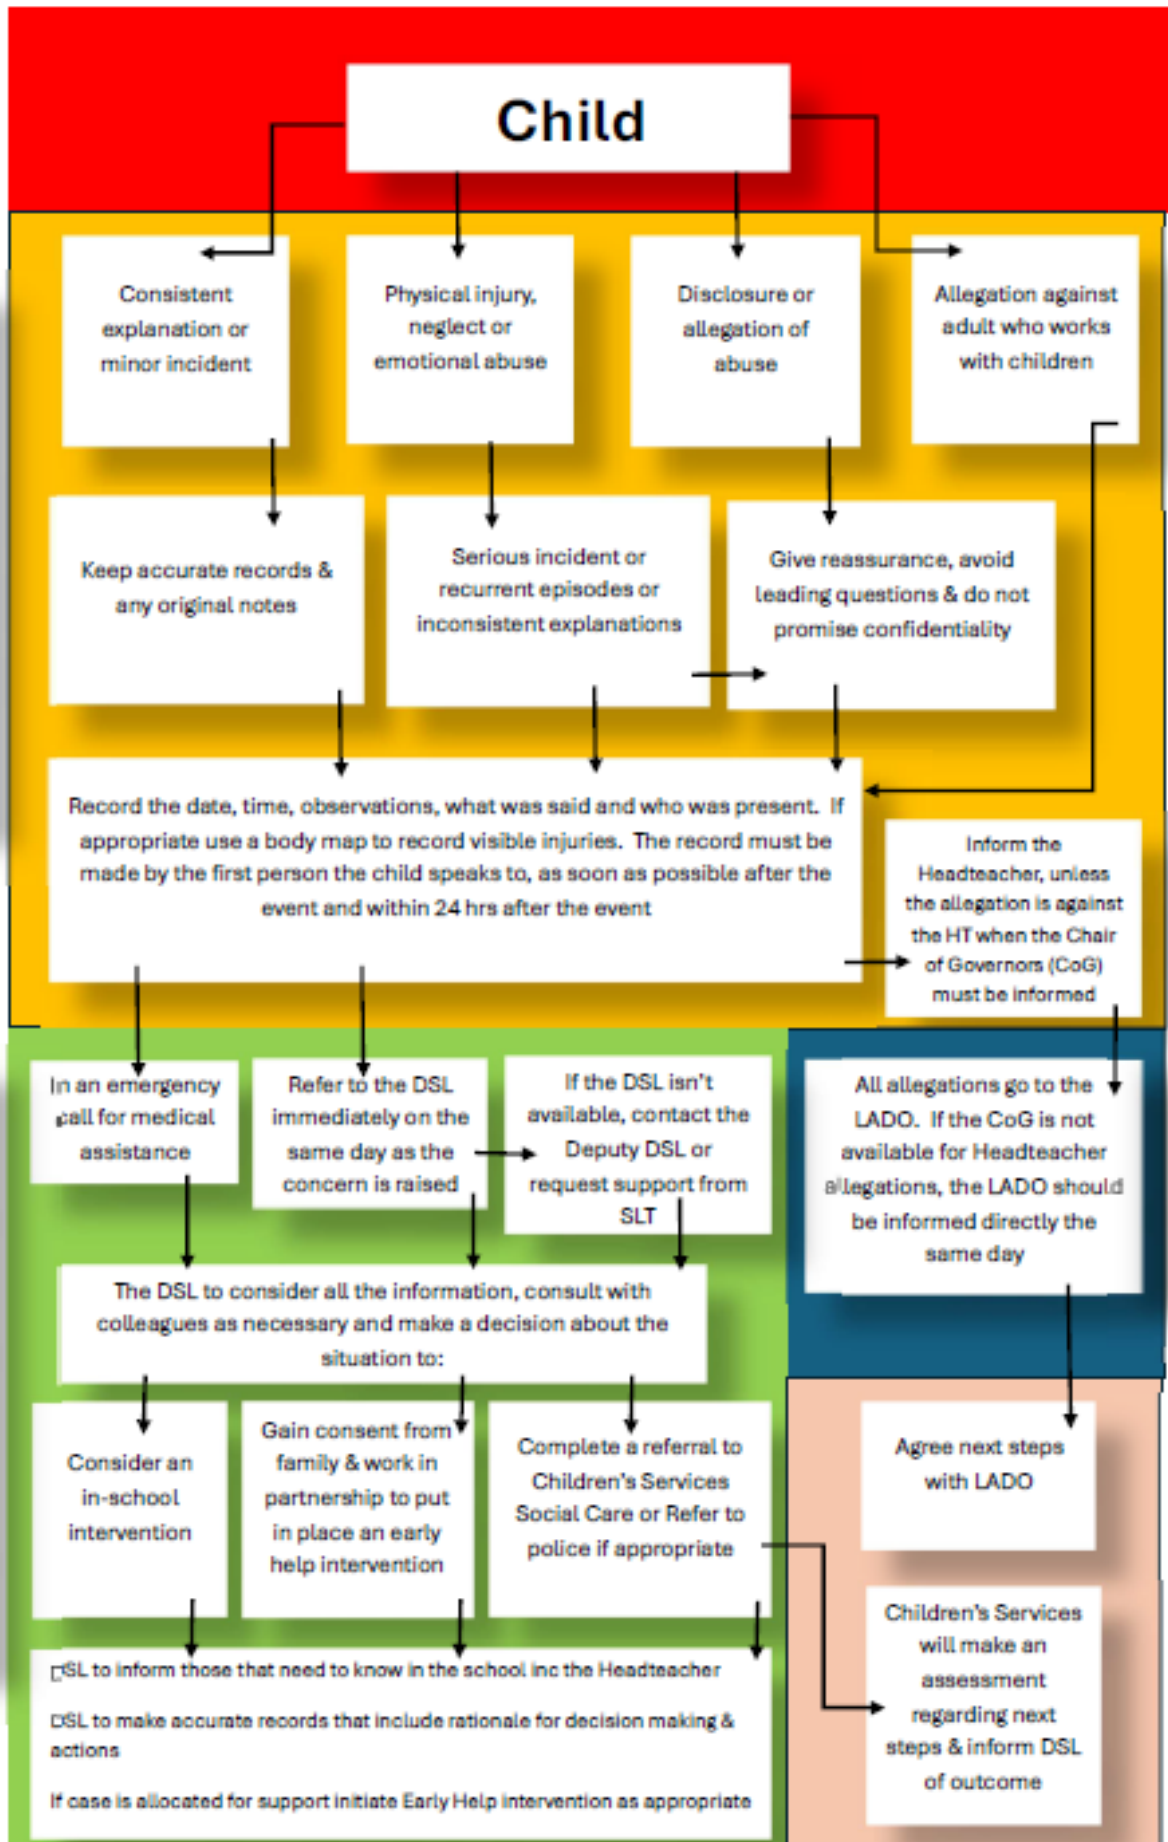 Child
Consistent
explanation or
minor incident
Physical injury,
neglect or
emotional abuse
Disclosure or
allegation of
abuse
Allegation against
adult who works
with children
Keep accurate records &
any original notes
Serious incident or
recurrent episodes or
inconsistent explanations
Give reassurance, avoid
leading questions & do not
promise confidentiality
Record the date, time, observations, what was said and who was present.  If
appropriate use a body map to record visible injuries.  The record must be
made by the first person the child speaks to, as soon as possible after the
event and within 24 hrs after the event
Inform the
Headteacher, unless
the allegation is against
the HT when the Chair
of Governors (CoG)
must be informed
In an emergency
call for medical
assistance
Refer to the DSL
immediately on the
same day as the
concern is raised
If the DSL isn't
available, contact the
Deputy DSL or
request support from
SLT
All allegations go to the
LADO.  If the CoG is not
available for Headteacher
allegations, the LADO should
be informed directly the
same day
The DSL to consider all the information, consult with
colleagues as necessary and make a decision about the
situation to:
Consider an
in-school
intervention
Gain consent from
family & work in
partnership to put
in place an early
help intervention
Complete a referral to
Children's Services
Social Care or Refer to
police if appropriate
Agree next steps
with LADO
Children's Services
will make an
assessment
regarding next
steps & inform DSL
of outcome
DSL to inform those that need to know in the school inc the Headteacher
DSL to make accurate records that include rationale for decision making &
actions
If case is allocated for support initiate Early Help intervention as appropriate